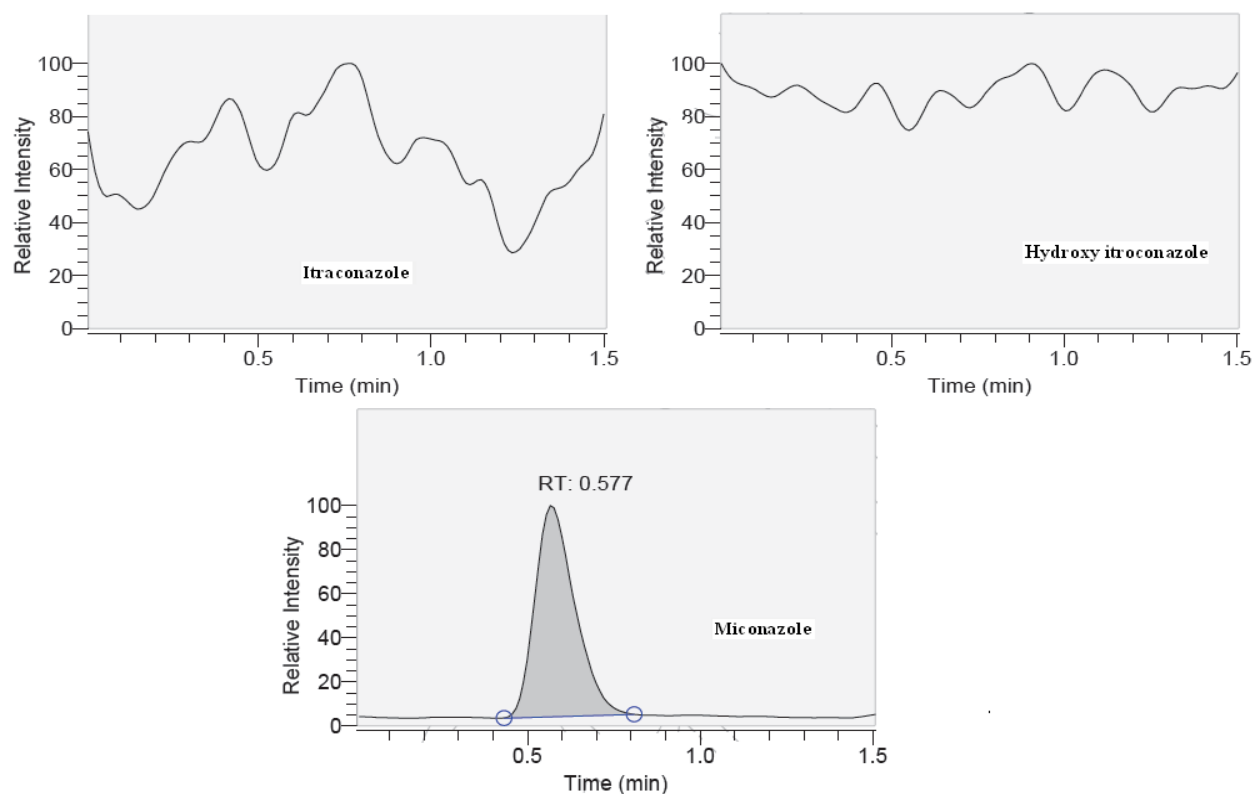 100
80
60
40
20
0
Relative Intensity
Itraconazole
0.5 1.0 1.5
Time (min)
100
80
60
40
20
0
Relative Intensity
Hydroxy itroconazole
0.5 1.0 1.5
Time (min)
RT: 0.577
100
80
60
40
20
0
Relative Intensity
Miconazole
0.5 1.0 1.5
Time (min)